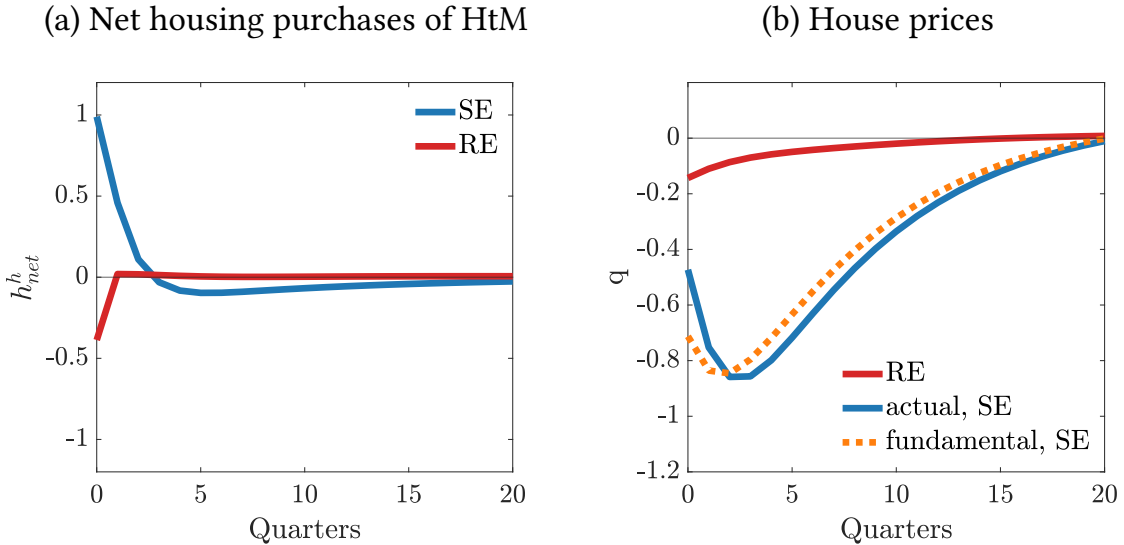 (a) Net housing purchases of HtM
1
0.5
0
-0.5
-1
h^h_net
SE
RE
0 5 10 15 20
Quarters
(b) House prices
0
-0.2
-0.4
-0.6
-0.8
-1
-1.2
q
RE
actual, SE
fundamental, SE
0 5 10 15 20
Quarters